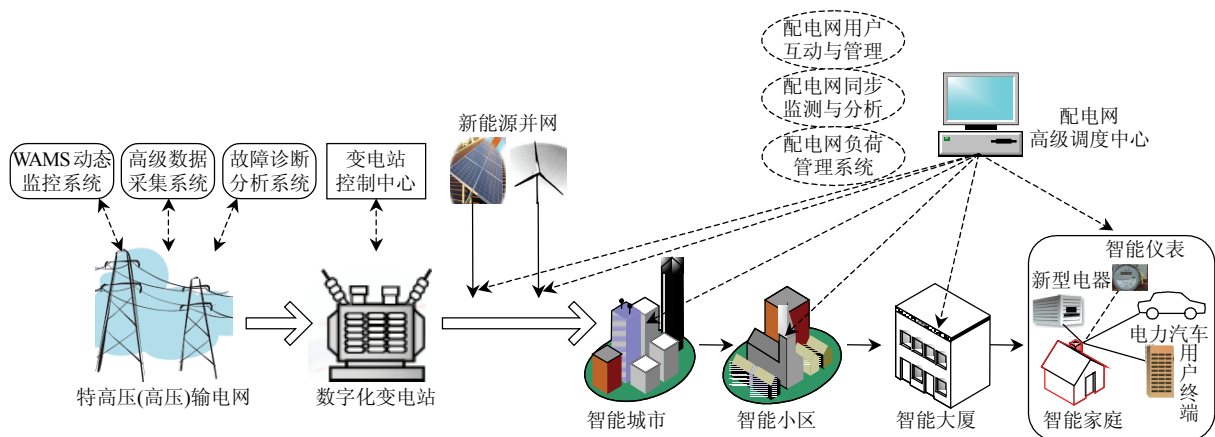 配电网用户
互动与管理
配电网同步
监测与分析
配电网负荷
管理系统
配电网
高级调度中心
新能源并网
WAMS动态
监控系统
高级数据
采集系统
故障诊断
分析系统
变电站
控制中心
智能仪表
新型电器
电力汽车
用户终端
特高压(高压)输电网
数字化变电站
智能城市
智能小区
智能大厦
智能家庭